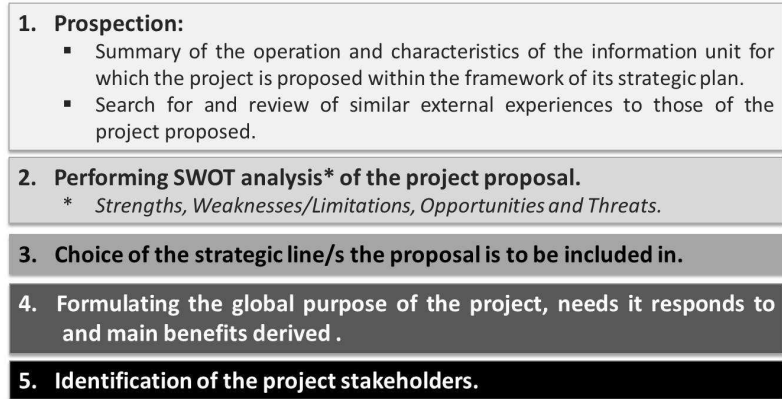 1. Prospection:
▪ Summary of the operation and characteristics of the information unit for
which the project is proposed within the framework of its strategic plan.
▪ Search for and review of similar external experiences to those of the
project proposed.
2. Performing SWOT analysis* of the project proposal.
* Strengths, Weaknesses/Limitations, Opportunities and Threats.
3. Choice of the strategic line/s the proposal is to be included in.
4. Formulating the global purpose of the project, needs it responds to
and main benefits derived .
5. Identification of the project stakeholders.